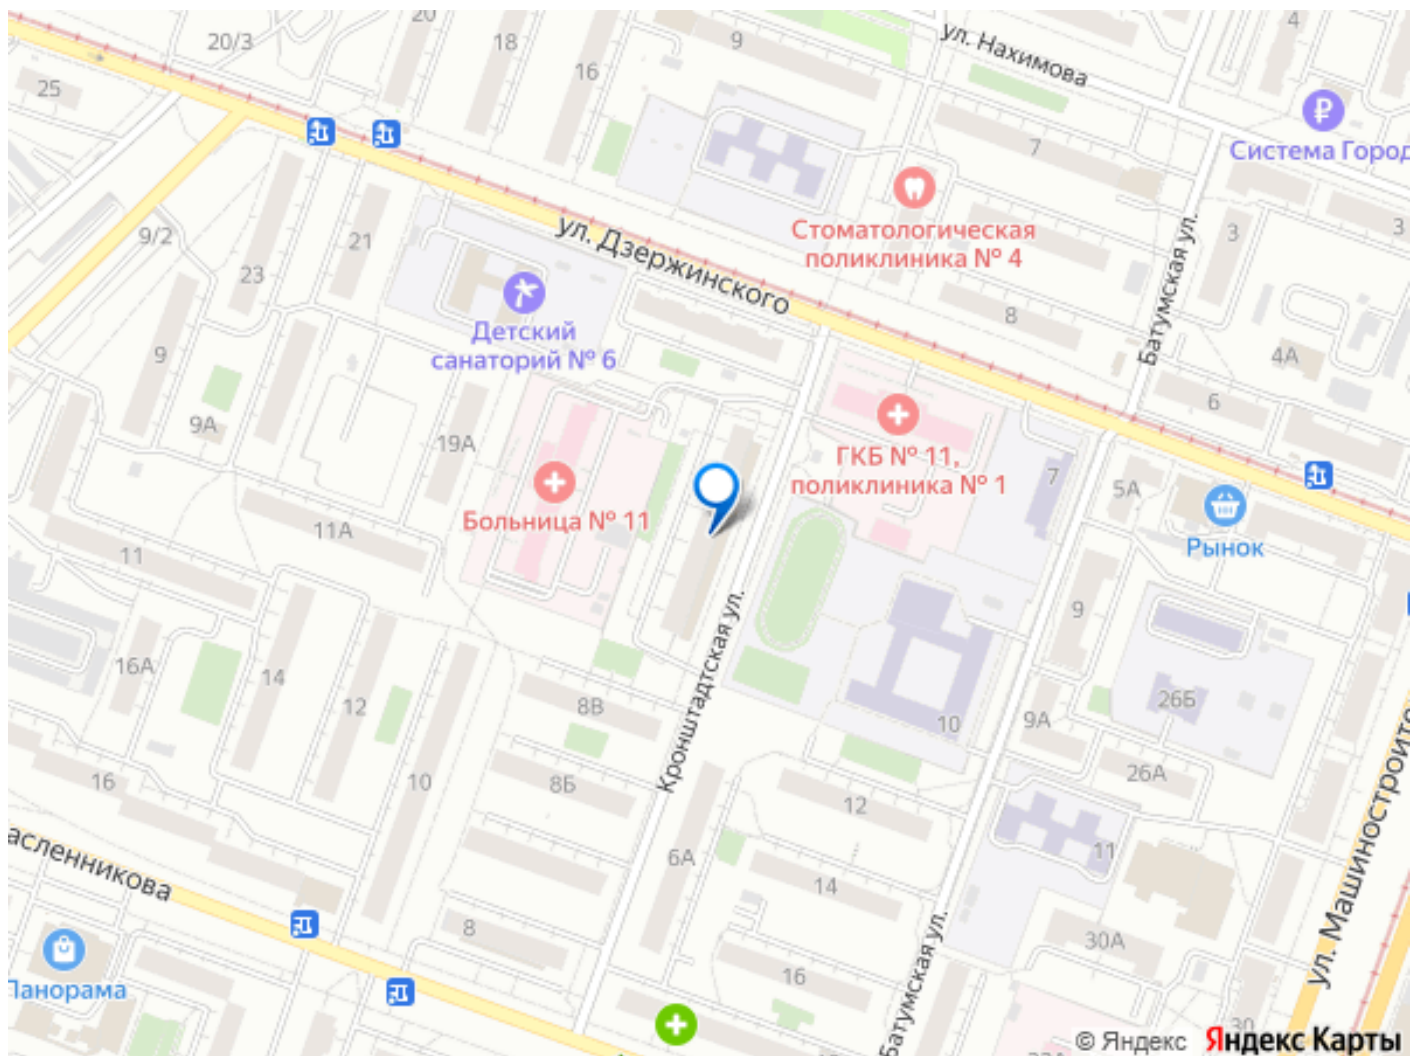 20/3
20
18
9
ул. Нахимова
4
25
16
7
Система Город
Стоматологическая
поликлиника № 4
3
3
9/2
21
23
ул. Дзержинского
Батумская ул.
8
Детский
санаторий № 6
9
4А
6
9А
19А
ГКБ № 11,
поликлиника № 1
7
5А
Больница № 11
11А
11
Рынок
Кронштадтская ул.
9
16А
14
12
8В
10
9А
26Б
16
10
8Б
12
26А
ул. Машиностроите
6А
11
14
асленникова
8
30А
Батумская ул.
16
Панорама
30
© Яндекс Яндекс Карты